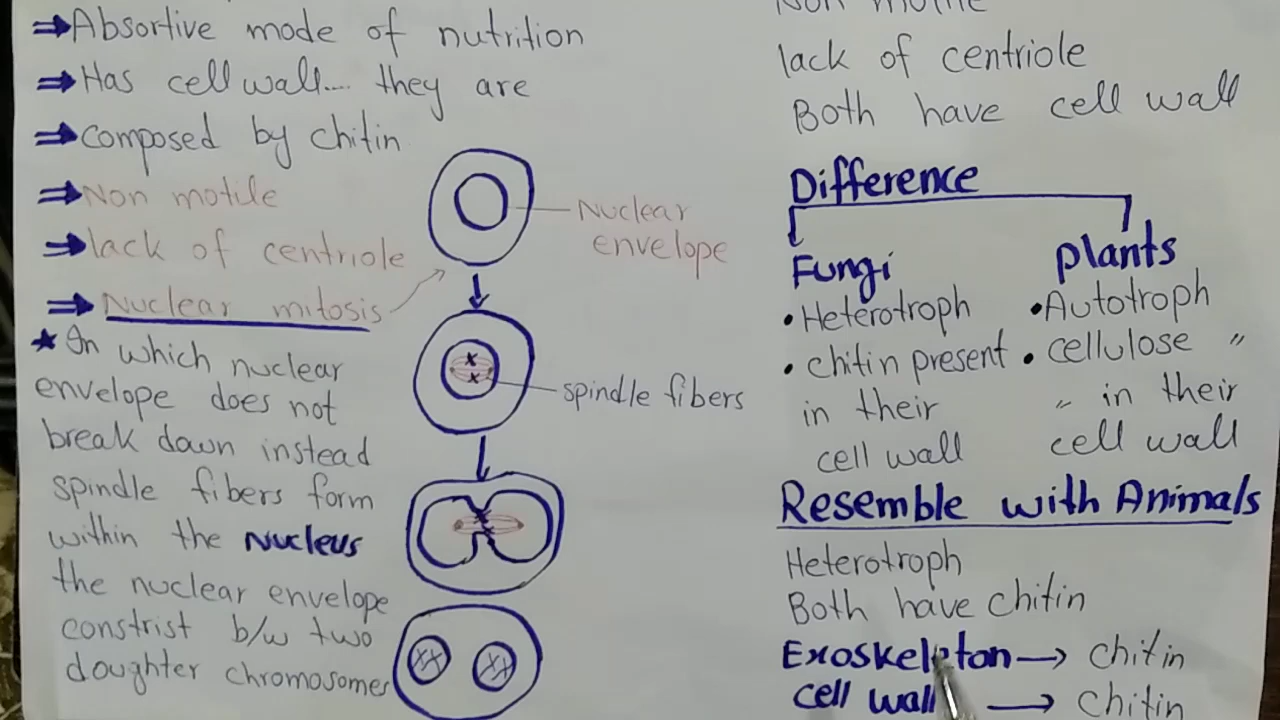 ⇒Absortive mode of nutrition
⇒Has cell wall.... they are
⇒composed by chitin
⇒Non motile
⇒lack of centriole
⇒Nuclear mitosis
★ In which nuclear
envelope does not
break down instead
spindle fibers form
within the nucleus
the nuclear envelope
constrist b/w two
doughter chromosomes
Nuclear
envelope
spindle fibers
Non motile
lack of centriole
Both have cell wall
Difference
Fungi
• Heterotroph
• chitin present
in their
cell wall
plants
• Autotroph
• cellulose "
" in their
cell wall
Resemble with Animals
Heterotroph
Both have chitin
Exoskeleton → chitin
cell wall → chitin